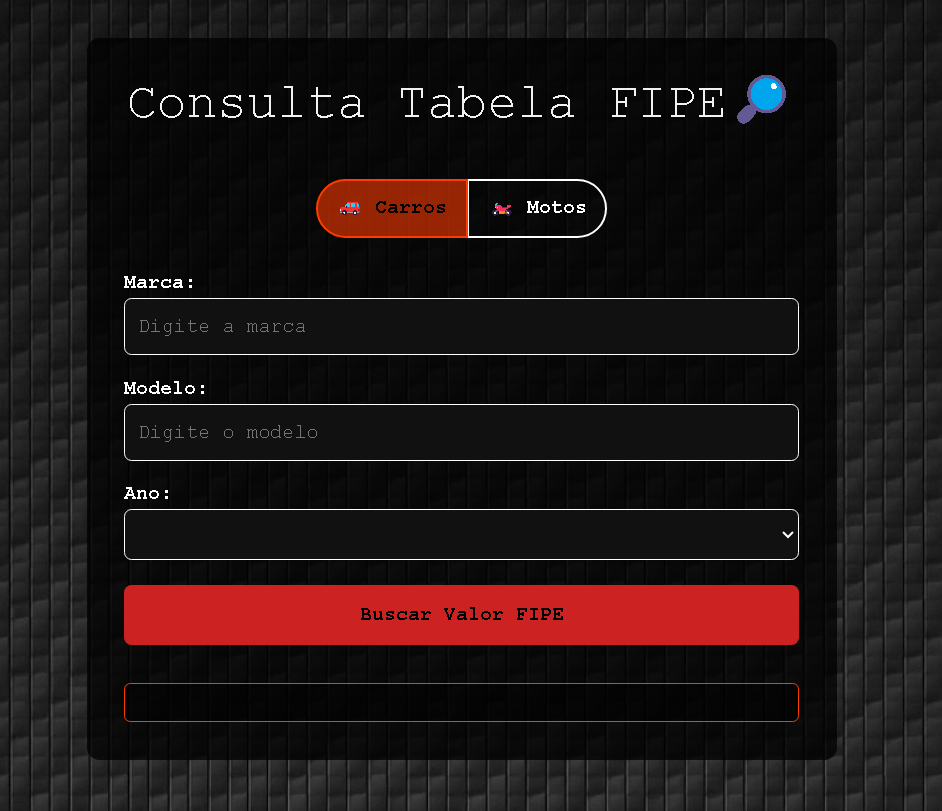 Consulta Tabela FIPE
Carros
Motos
Marca:
Digite a marca
Modelo:
Digite o modelo
Ano:
Buscar Valor FIPE